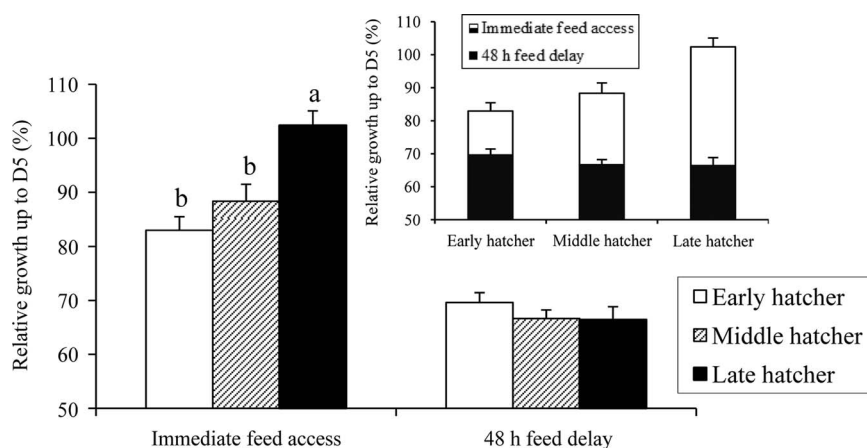 Relative growth up to D5 (%)
110
100
90
80
70
60
50
b
b
a
Immediate feed access
48 h feed delay
Relative growth up to D5 (%)
110
100
90
80
70
60
50
Immediate feed access
48 h feed delay
Early hatcher
Middle hatcher
Late hatcher
Early hatcher
Middle hatcher
Late hatcher